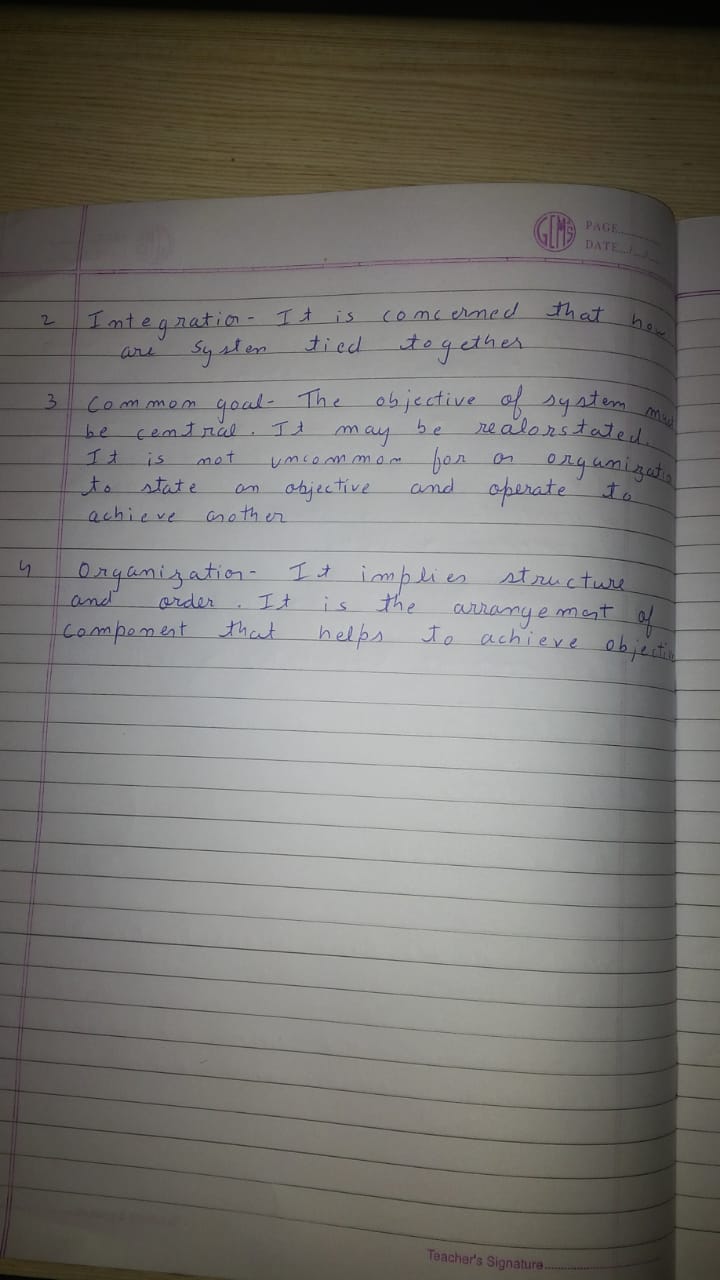 GEMS
PAGE
DATE
2 Integration- It is concerned that how
are system tied together
3 Common goal- The objective of system must
be central. It may be realorstated.
It is not uncommon for an organizatio
to state an objective and operate to
achieve another
4 Organization- It implies structure
and order. It is the arrangement of
component that helps to achieve objective
Teacher's Signature